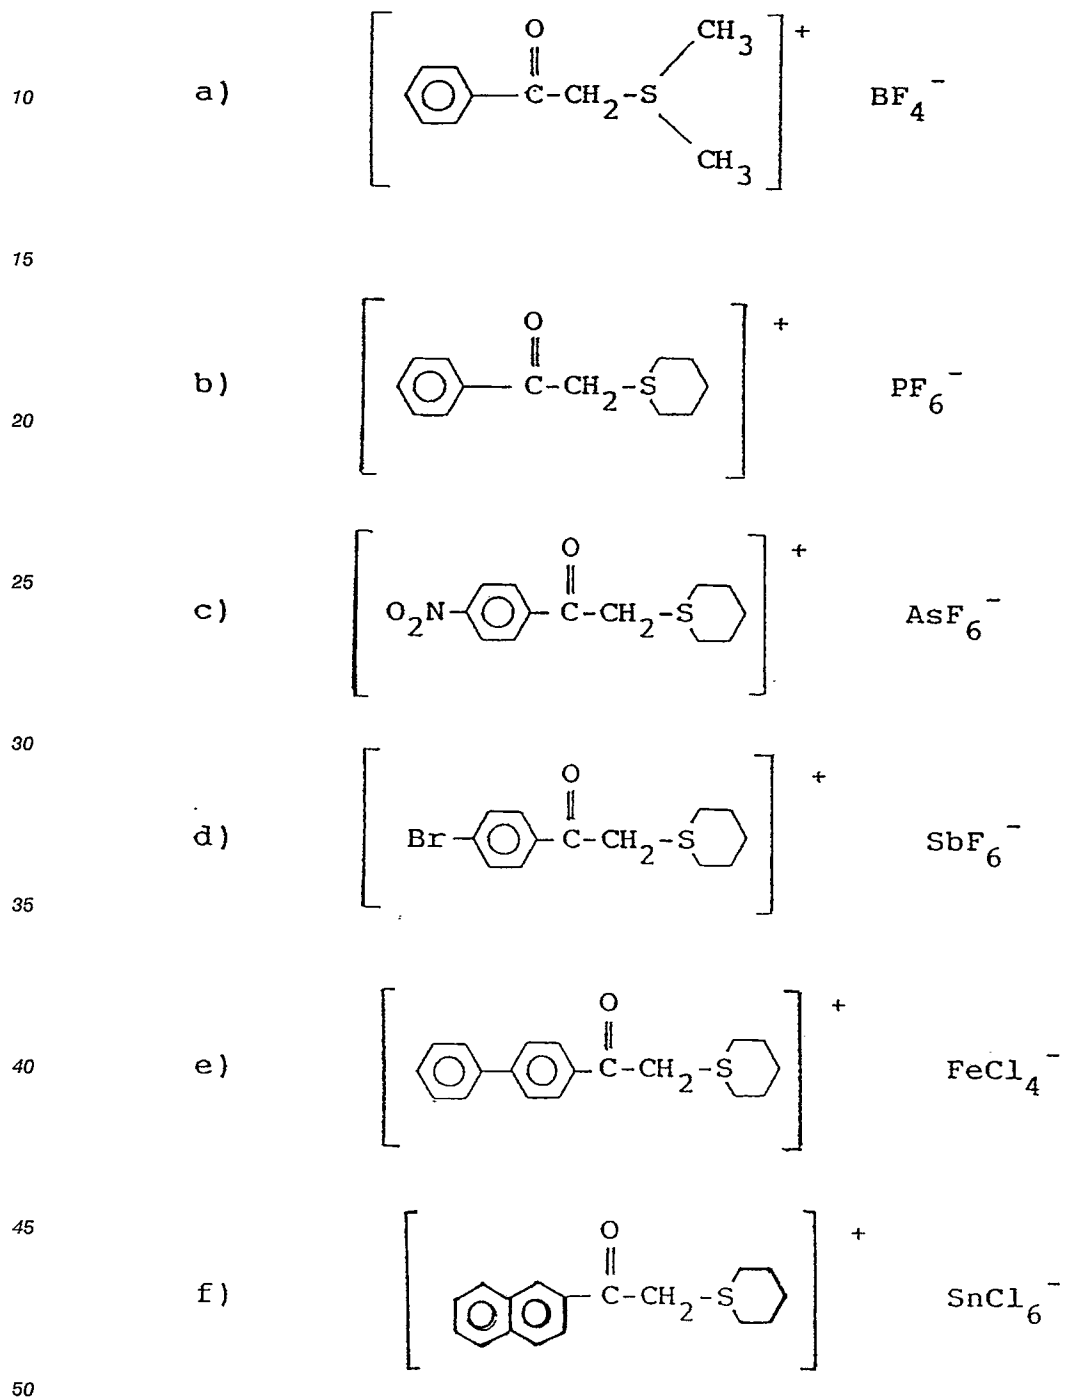 O
CH3 +
10 a) C-CH2-S BF4-
CH3
15
O +
b) C-CH2-S PF6-
20
O +
25
c) O2N C-CH2-S AsF6-
30
O +
d) Br C-CH2-S SbF6-
35
O +
40 e) C-CH2-S FeCl4-
45
O +
f) C-CH2-S SnCl6-
50